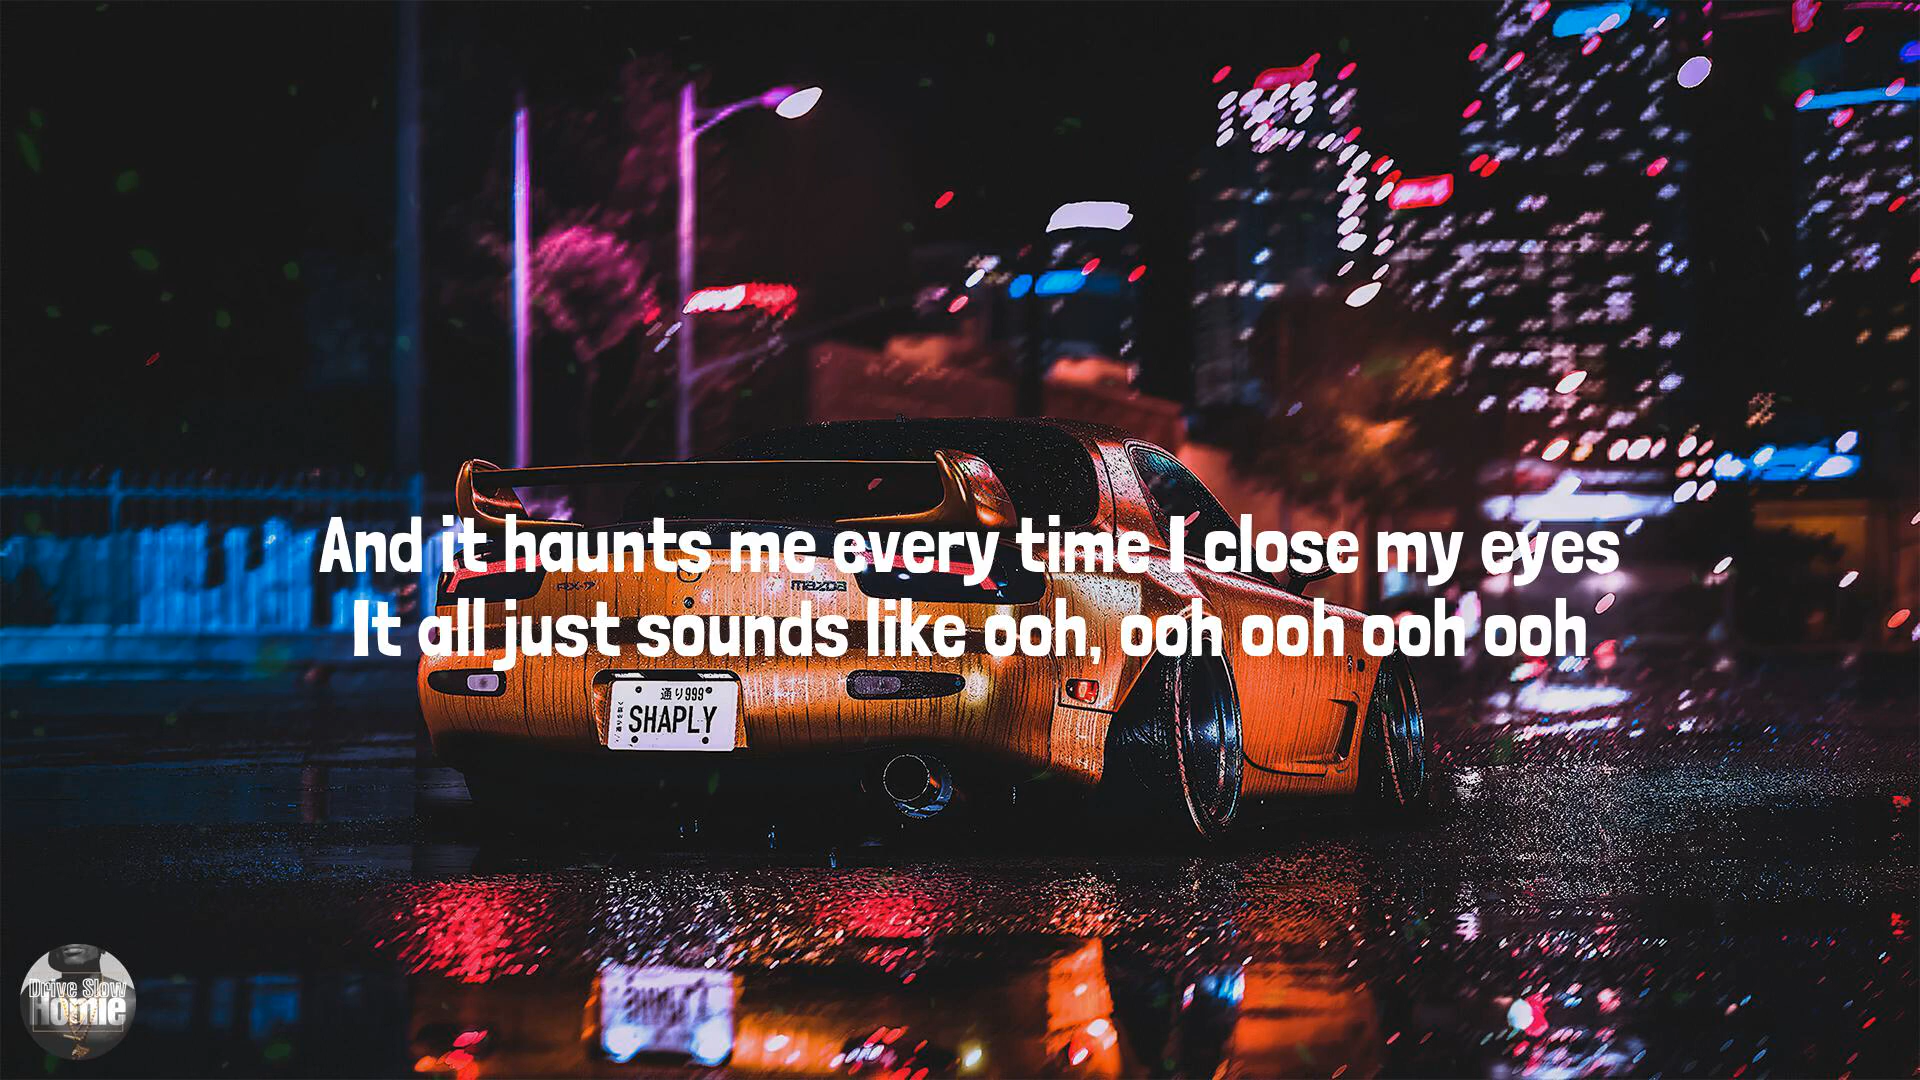 And it haunts me every time I close my eyes
It all just sounds like ooh, ooh ooh ooh ooh
RX-7
mazda
通り999
SHAPLY
Drive Slow
Homie